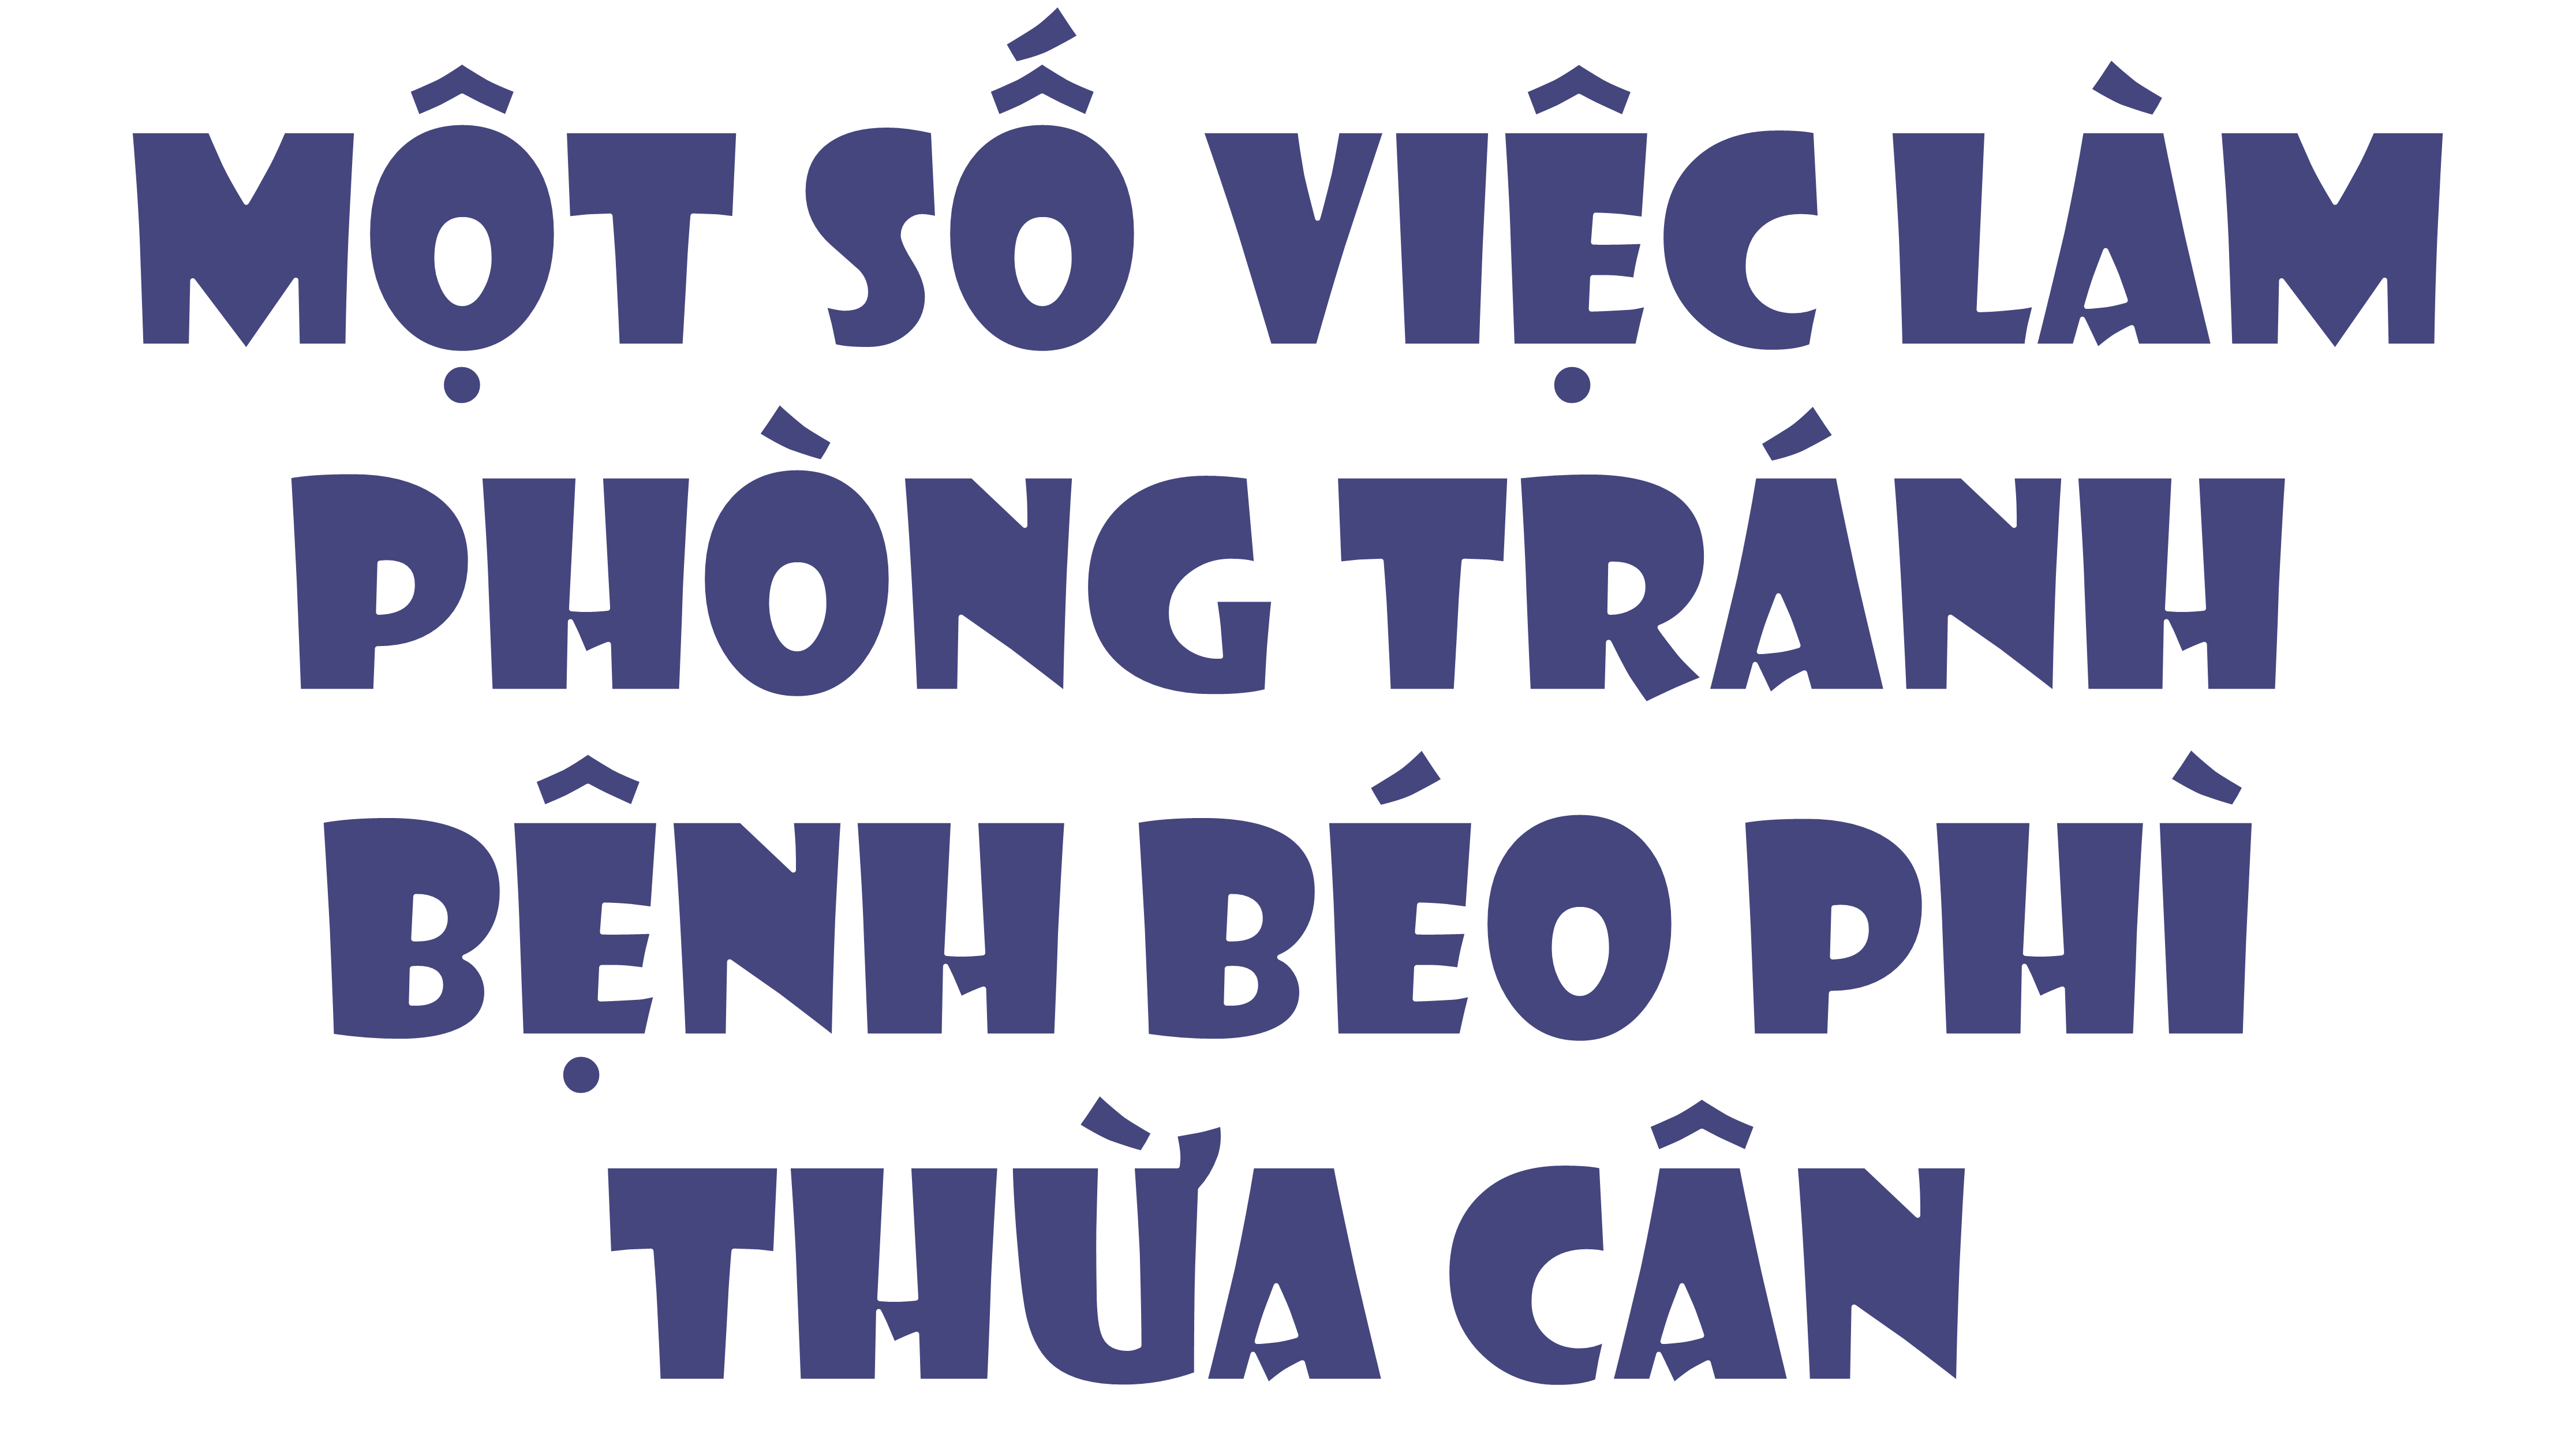 MỘT SỐ VIỆC LÀM
PHÒNG TRÁNH
BỆNH BÉO PHÌ
THỪA CÂN